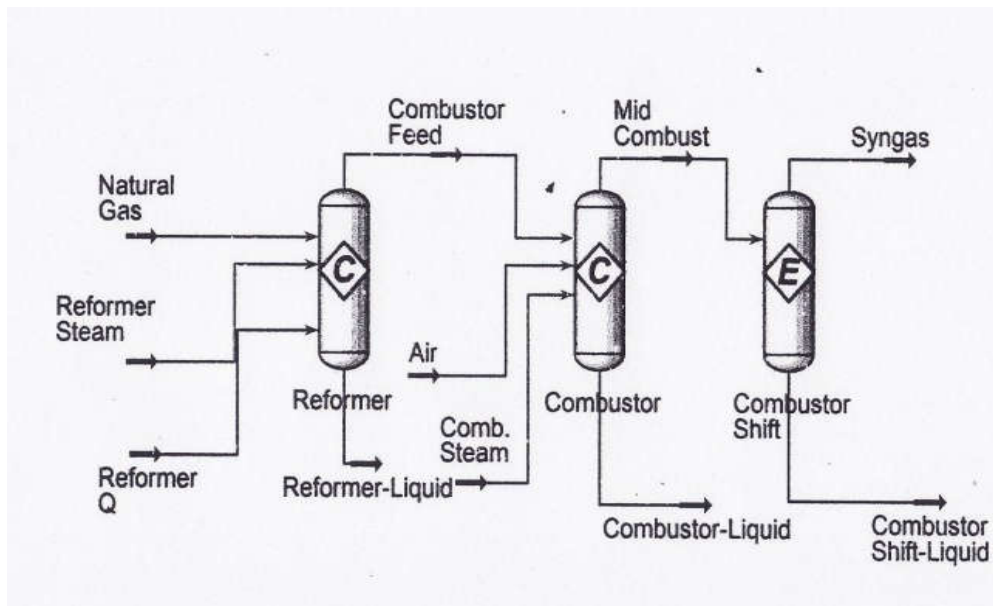 Combustor
Feed
Mid
Combust
Syngas
Natural
Gas
C
C
E
Reformer
Steam
Air
Reformer
Combustor
Combustor
Shift
Comb.
Steam
Reformer
Q
Reformer-Liquid
Combustor-Liquid
Combustor
Shift-Liquid